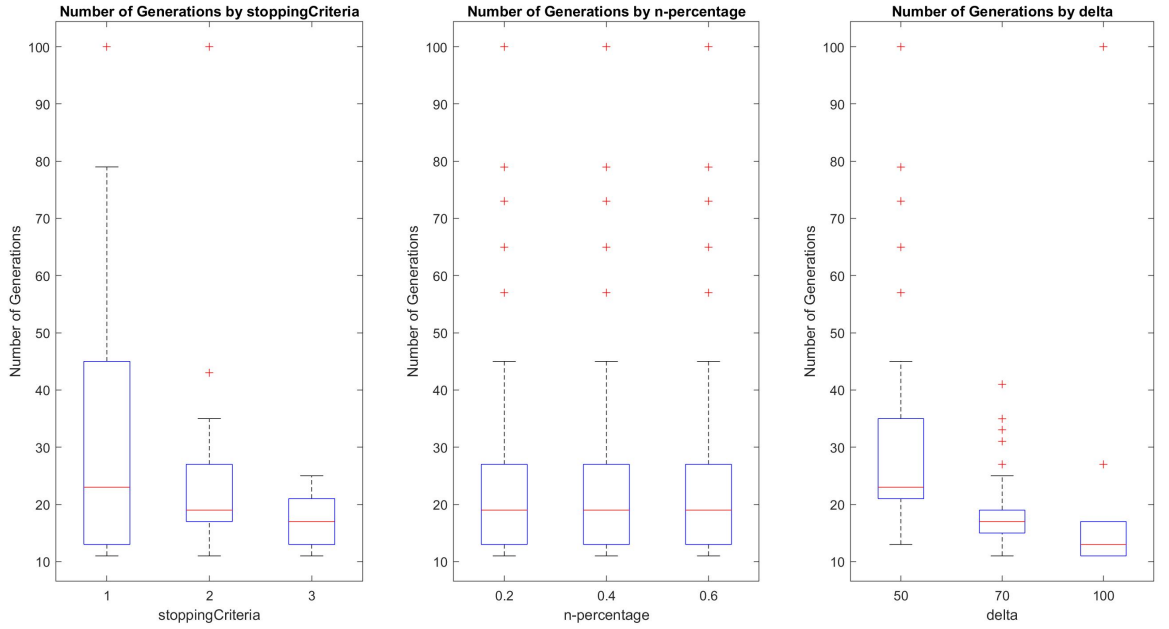 Number of Generations by stoppingCriteria
100
90
80
70
60
50
40
30
20
10
Number of Generations
1 2 3
stoppingCriteria
Number of Generations by n-percentage
100
90
80
70
60
50
40
30
20
10
Number of Generations
0.2 0.4 0.6
n-percentage
Number of Generations by delta
100
90
80
70
60
50
40
30
20
10
Number of Generations
50 70 100
delta